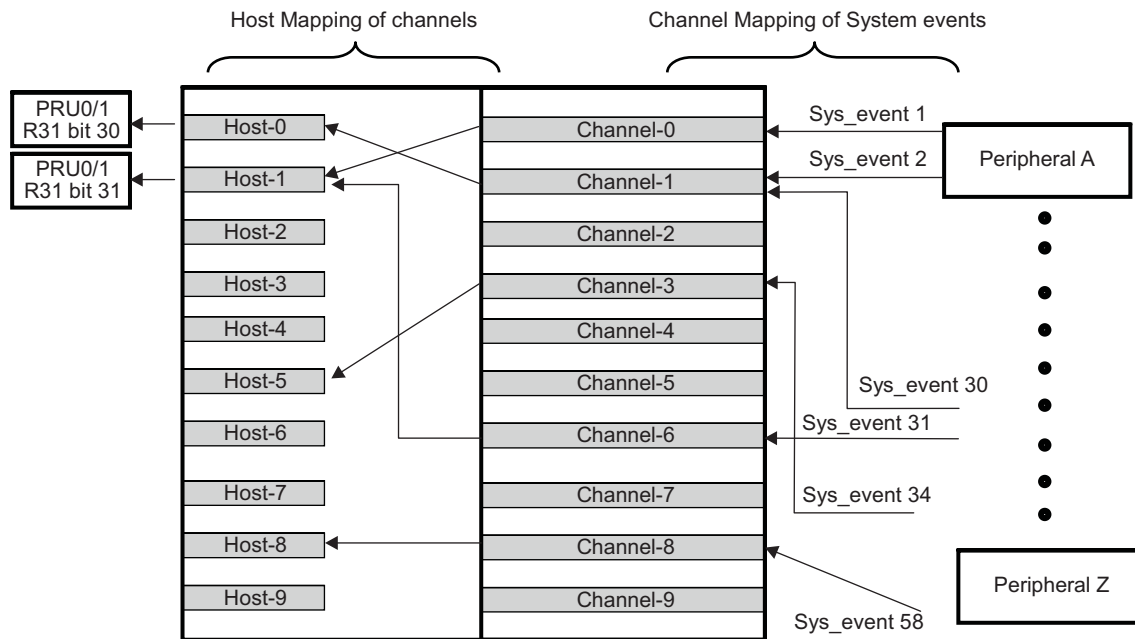 Host Mapping of channels
Channel Mapping of System events
PRU0/1
R31 bit 30
PRU0/1
R31 bit 31
Host-0
Host-1
Host-2
Host-3
Host-4
Host-5
Host-6
Host-7
Host-8
Host-9
Channel-0
Channel-1
Channel-2
Channel-3
Channel-4
Channel-5
Channel-6
Channel-7
Channel-8
Channel-9
Sys_event 1
Sys_event 2
Sys_event 30
Sys_event 31
Sys_event 34
Sys_event 58
Peripheral A
Peripheral Z